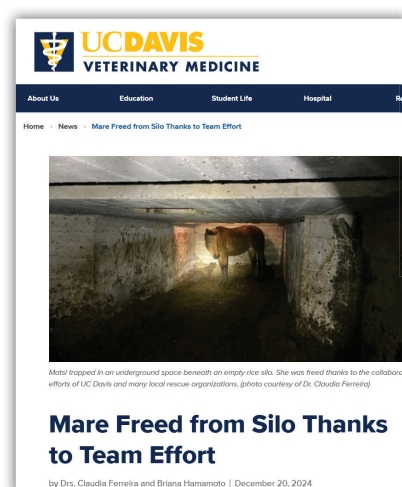 UCDAVIS
VETERINARY MEDICINE
About Us Education Student Life Hospital
Home - News - Mare Freed from Silo Thanks to Team Effort
Matsi trapped in an underground space beneath an empty rice silo. She was freed thanks to the
efforts of UC Davis and many local rescue organizations. (photo courtesy of Dr. Claudia Ferreira)
Mare Freed from Silo Thanks
to Team Effort
by Drs. Claudia Ferreira and Briana Hamamoto | December 20, 2024